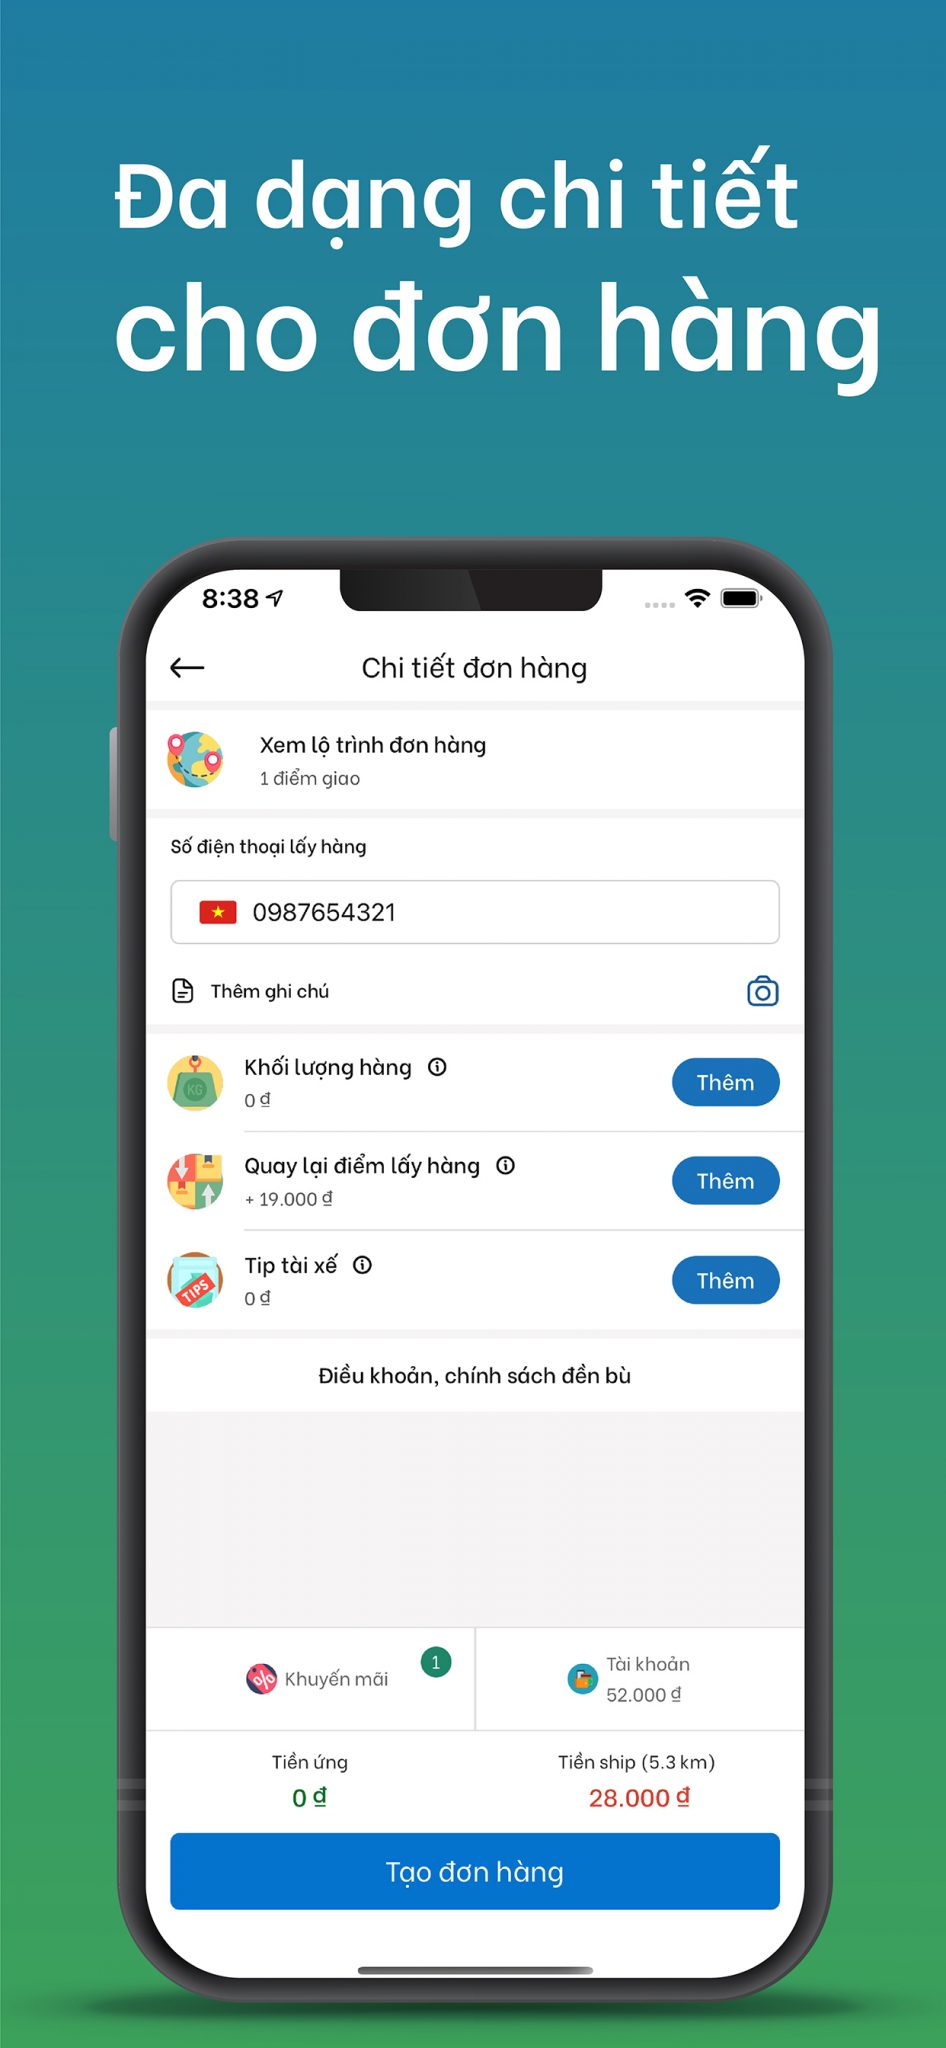 Đa dạng chi tiết
cho đơn hàng
8:38
Chi tiết đơn hàng
Xem lộ trình đơn hàng
1 điểm giao
Số điện thoại lấy hàng
0987654321
Thêm ghi chú
KG
Khối lượng hàng
0 ₫
Thêm
Quay lại điểm lấy hàng
+ 19.000 ₫
Thêm
TIPS
Tip tài xế
0 ₫
Thêm
Điều khoản, chính sách đền bù
Khuyến mãi
1
Tài khoản
52.000 ₫
Tiền ứng
0 ₫
Tiền ship (5.3 km)
28.000 ₫
Tạo đơn hàng